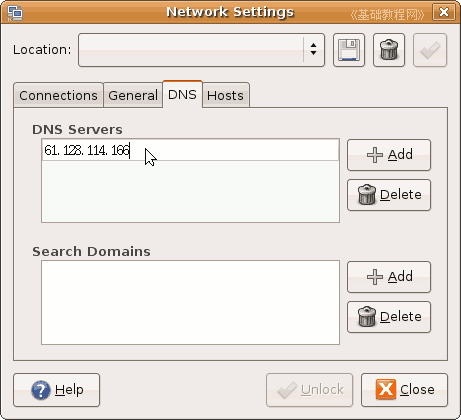 Network Settings
《基础教程网》
Location:
Connections General DNS Hosts
DNS Servers
61.128.114.166
Add
Delete
Search Domains
Add
Delete
Help Unlock Close